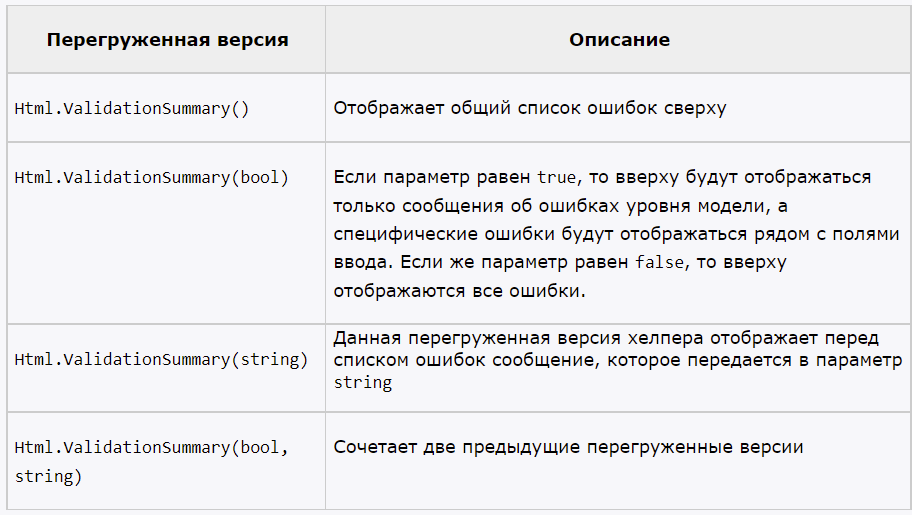 Перегруженная версия
Описание
Html.ValidationSummary()
Отображает общий список ошибок сверху
Html.ValidationSummary(bool)
Если параметр равен true, то вверху будут отображаться
только сообщения об ошибках уровня модели, а
специфические ошибки будут отображаться рядом с полями
ввода. Если же параметр равен false, то вверху
отображаются все ошибки.
Html.ValidationSummary(string)
Данная перегруженная версия хелпера отображает перед
списком ошибок сообщение, которое передается в параметр
string
Html.ValidationSummary(bool,
string)
Сочетает две предыдущие перегруженные версии